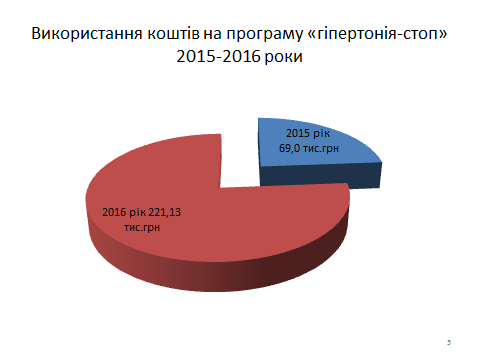 Використання коштів на програму «гіпертонія-стоп»
2015-2016 роки
2015 рік
69,0 тис.грн
2016 рік 221,13
тис.грн
3